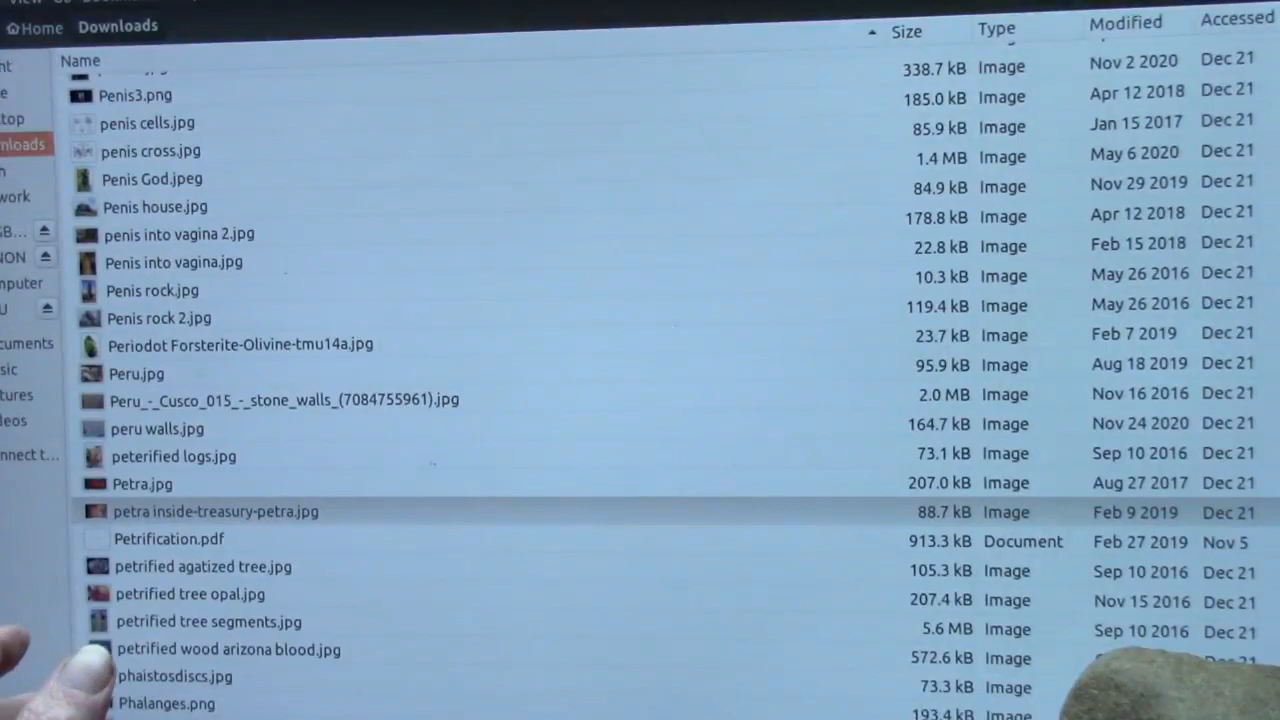 Home Downloads
Name Size Type Modified Accessed
338.7 kB Image Nov 2 2020 Dec 21
Penis3.png 185.0 kB Image Apr 12 2018 Dec 21
penis cells.jpg 85.9 kB Image Jan 15 2017 Dec 21
penis cross.jpg 1.4 MB Image May 6 2020 Dec 21
Penis God.jpeg 84.9 kB Image Nov 29 2019 Dec 21
Penis house.jpg 178.8 kB Image Apr 12 2018 Dec 21
penis into vagina 2.jpg 22.8 kB Image Feb 15 2018 Dec 21
Penis into vagina.jpg 10.3 kB Image May 26 2016 Dec 21
Penis rock.jpg 119.4 kB Image May 26 2016 Dec 21
Penis rock 2.jpg 23.7 kB Image Feb 7 2019 Dec 21
Periodot Forsterite-Olivine-tmu14a.jpg 95.9 kB Image Aug 18 2019 Dec 21
Peru.jpg 2.0 MB Image Nov 16 2016 Dec 21
Peru_-_Cusco_015_-_stone_walls_(7084755961).jpg 164.7 kB Image Nov 24 2020 Dec 21
peru walls.jpg 73.1 kB Image Sep 10 2016 Dec 21
peterified logs.jpg 207.0 kB Image Aug 27 2017 Dec 21
Petra.jpg 88.7 kB Image Feb 9 2019 Dec 21
petra inside-treasury-petra.jpg 913.3 kB Document Feb 27 2019 Nov 5
Petrification.pdf 105.3 kB Image Sep 10 2016 Dec 21
petrified agatized tree.jpg 207.4 kB Image Nov 15 2016 Dec 21
petrified tree opal.jpg 5.6 MB Image Sep 10 2016 Dec 21
petrified tree segments.jpg 572.6 kB Image
petrified wood arizona blood.jpg 73.3 kB Image
phaistosdiscs.jpg 193.4 kB Image
Phalanges.png